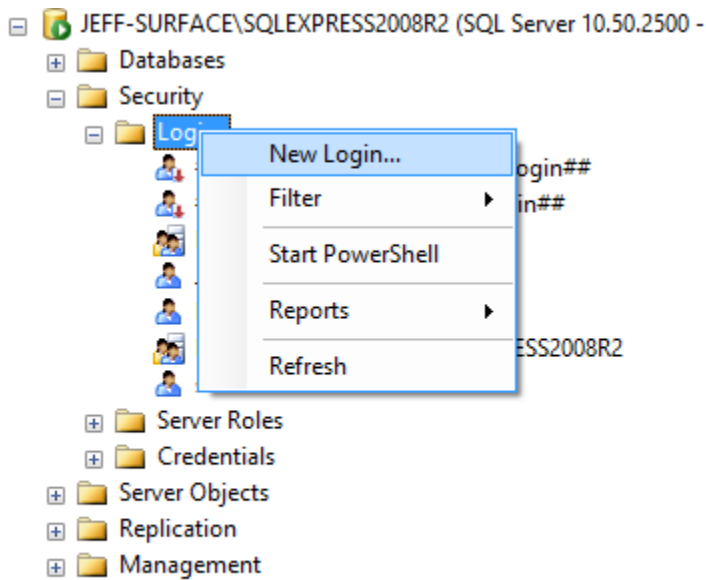 JEFF-SURFACE\SQLEXPRESS2008R2 (SQL Server 10.50.2500 -
Databases
Security
New Login...
ogin##
Filter
in##
Start PowerShell
Reports
ESS2008R2
Refresh
Server Roles
Credentials
Server Objects
Replication
Management